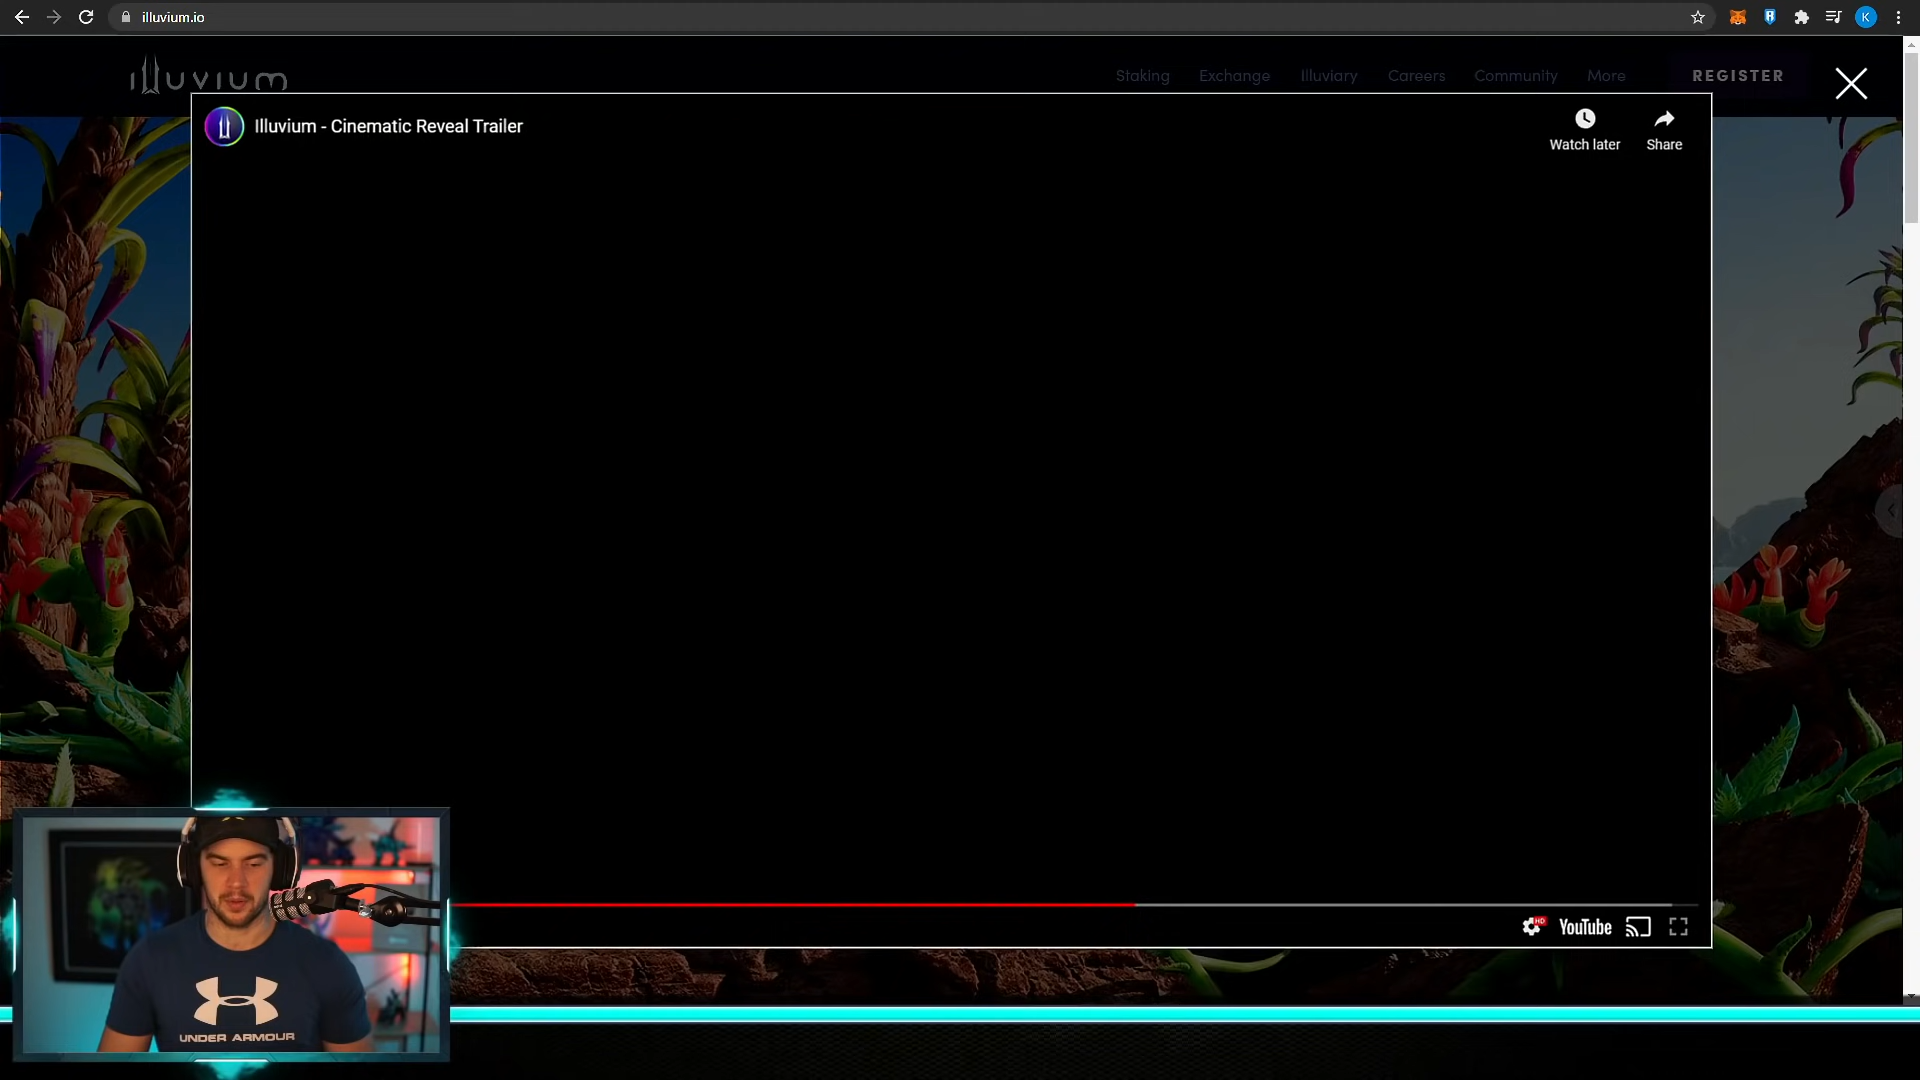 illuvium.io
K
illuvium
Staking
Exchange
Illuviary
Careers
Community
More
REGISTER
Illuvium - Cinematic Reveal Trailer
Watch later
Share
HD
YouTube
UNDER ARMOUR